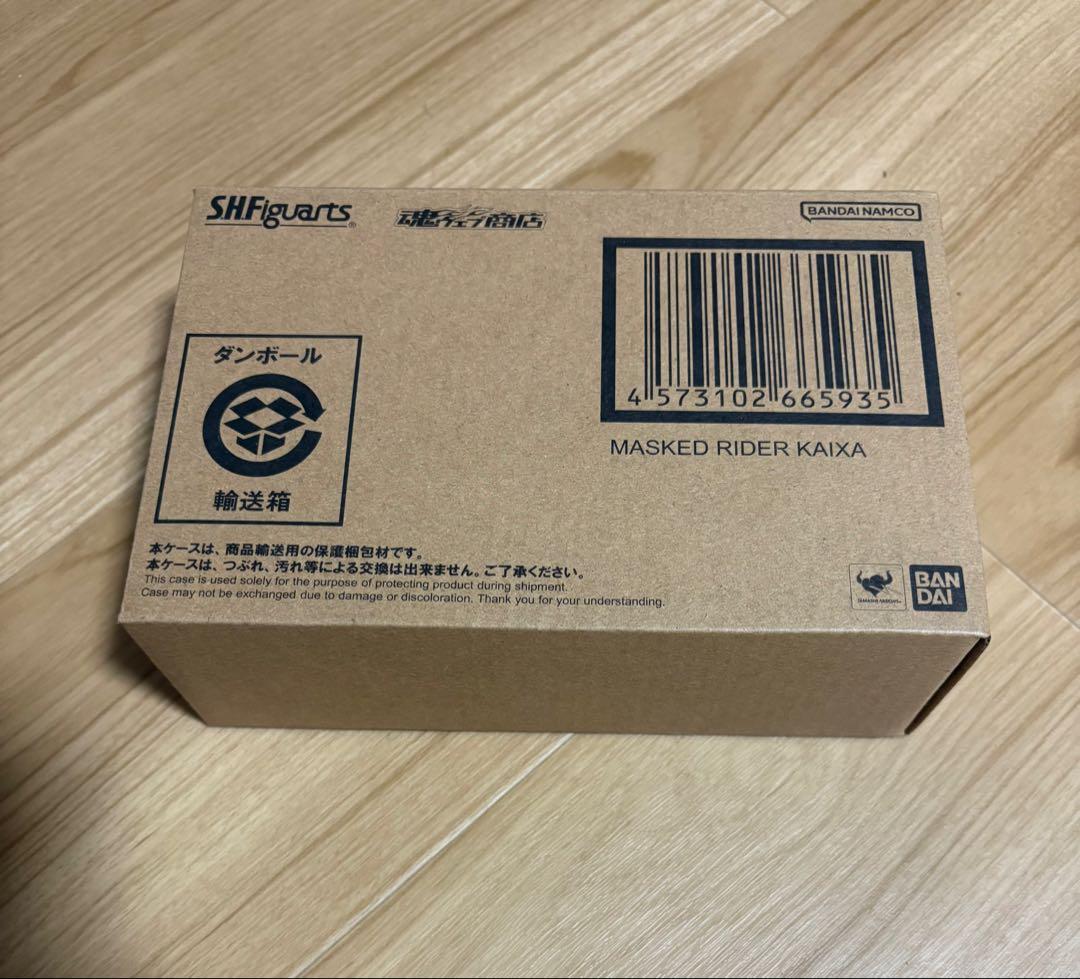 S.H.Figuarts®
魂ウェブ商店
BANDAI NAMCO
4 573102 665935
MASKED RIDER KAIXA
ダンボール
輸送箱
本ケースは、商品輸送用の保護梱包材です。
本ケースは、つぶれ、汚れ等による交換は出来ません。ご了承ください。
This case is used solely for the purpose of protecting product during shipment.
Case may not be exchanged due to damage or discoloration. Thank you for your understanding.
TAMASHII NATIONS
BAN
DAI